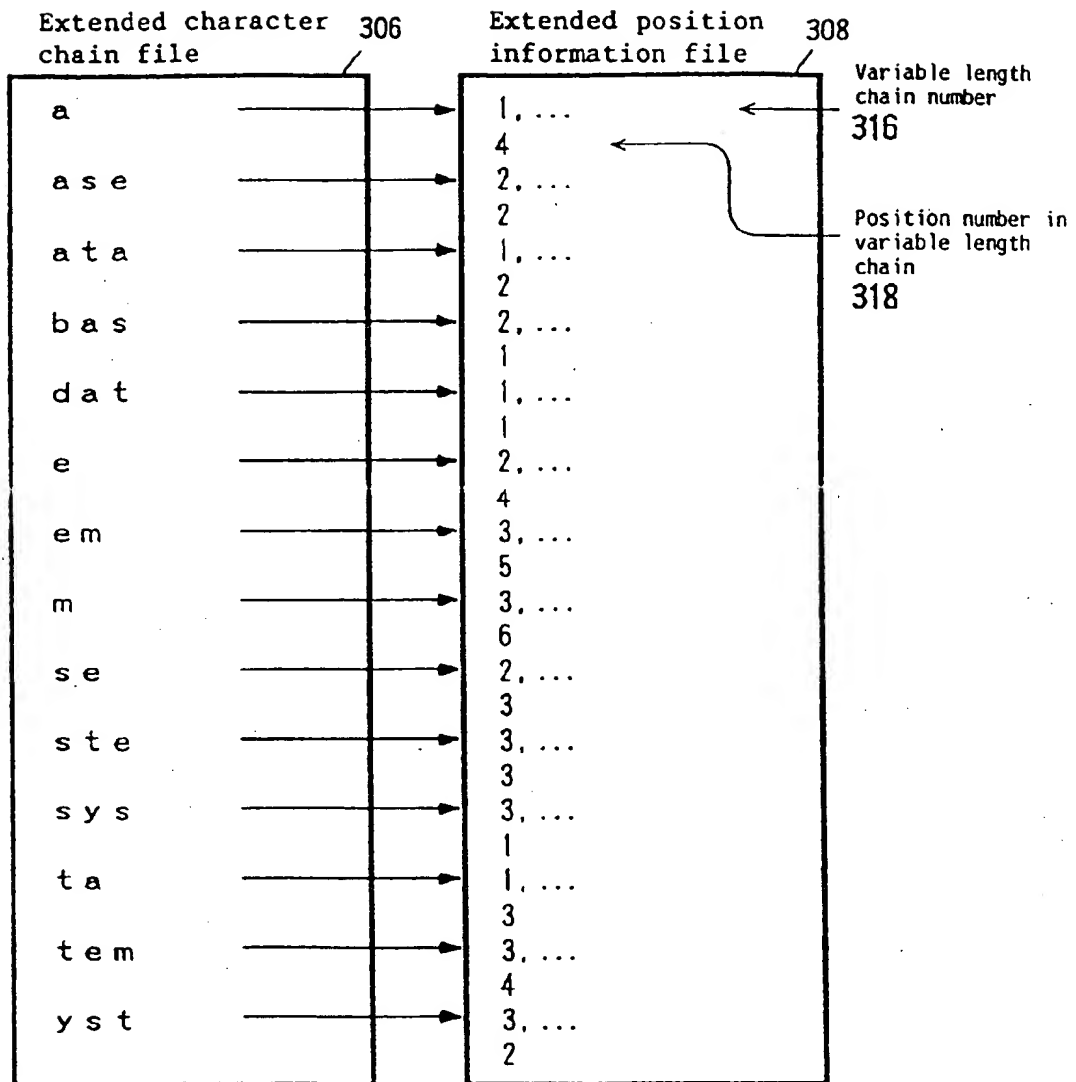 Extended character chain file 306
Extended position information file 308
Variable length
chain number
316
Position number in
variable length
chain
318
a 1, ...
4
ase 2, ...
2
ata 1, ...
2
bas 2, ...
1
dat 1, ...
1
e 2, ...
4
em 3, ...
5
m 3, ...
6
se 2, ...
3
ste 3, ...
3
sys 3, ...
1
ta 1, ...
3
tem 3, ...
4
yst 3, ...
2